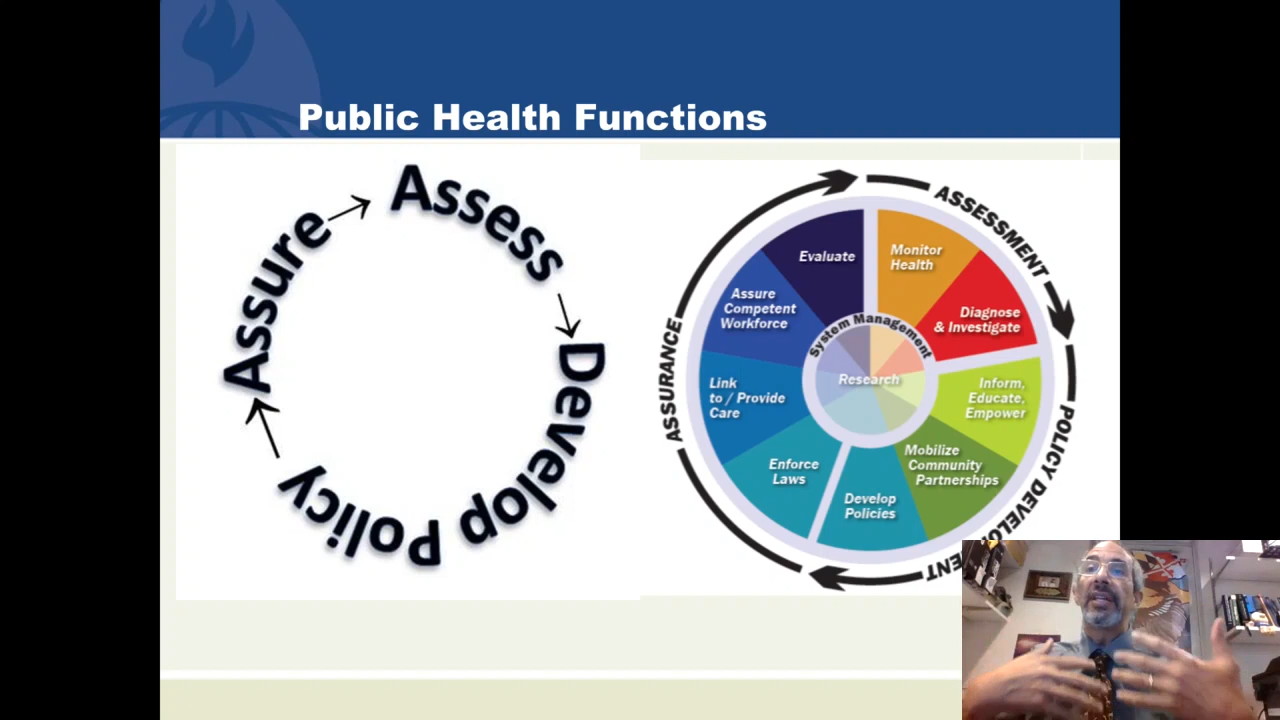 Public Health Functions
Assess
Develop Policy
Assure
ASSESSMENT
POLICY DEVELOPMENT
ASSURANCE
Monitor
Health
Diagnose
& Investigate
Inform,
Educate,
Empower
Mobilize
Community
Partnerships
Develop
Policies
Enforce
Laws
Link
to / Provide
Care
Assure
Competent
Workforce
Evaluate
System Management
Research